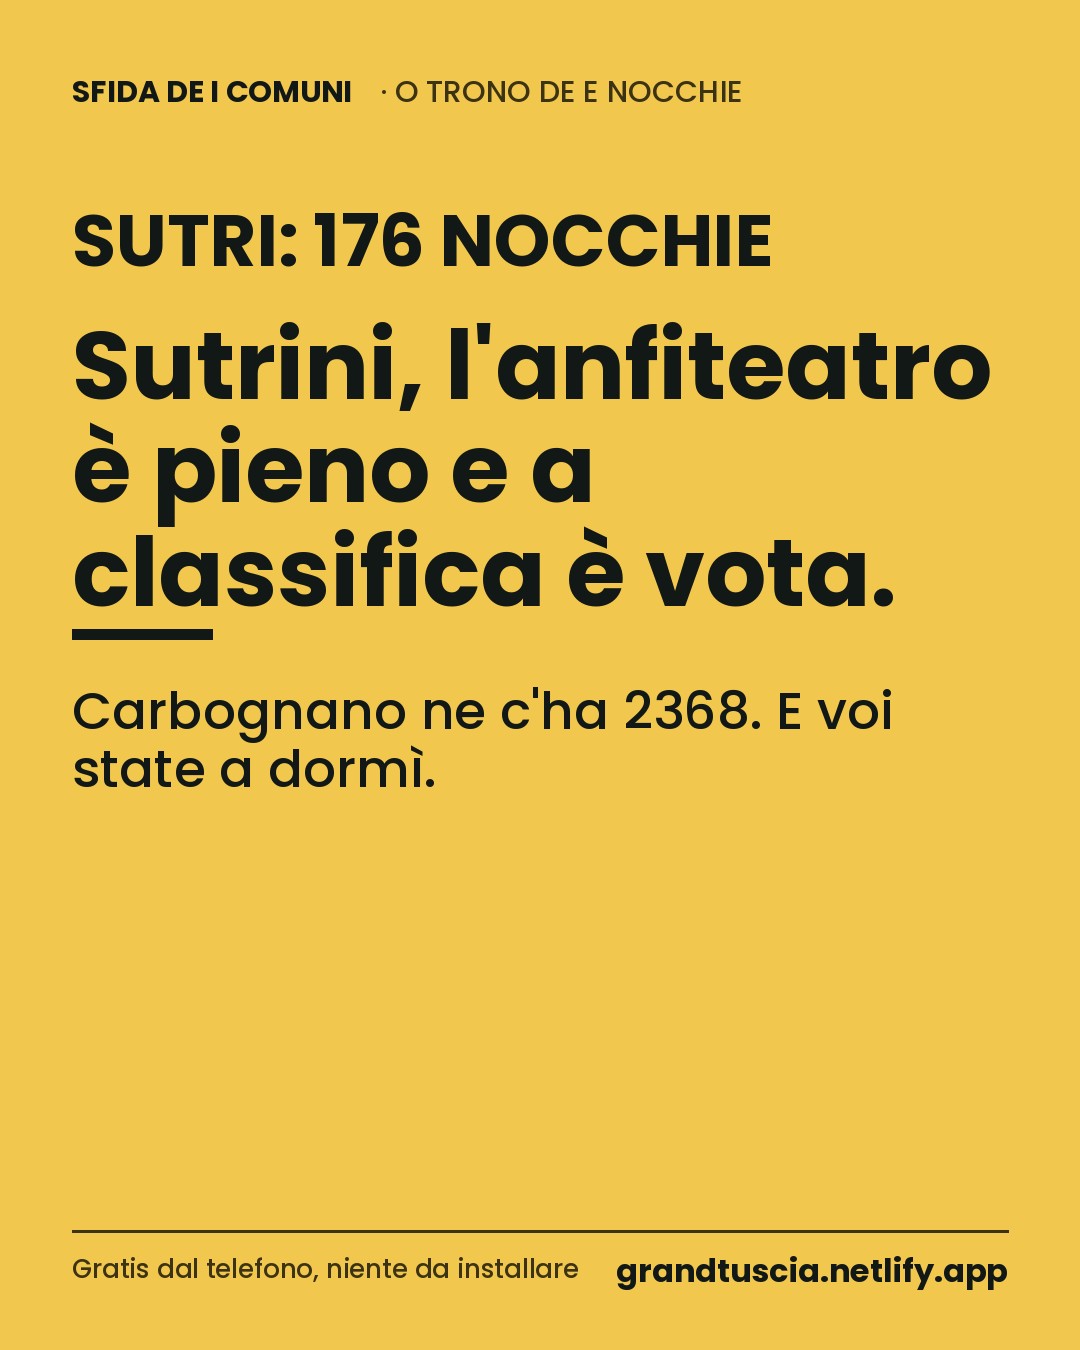 SFIDA DE I COMUNI · O TRONO DE E NOCCHIE
SUTRI: 176 NOCCHIE
Sutrini, l'anfiteatro
è pieno e a
classifica è vota.
Carbognano ne c'ha 2368. E voi
state a dormì.
Gratis dal telefono, niente da installare grandtuscia.netlify.app